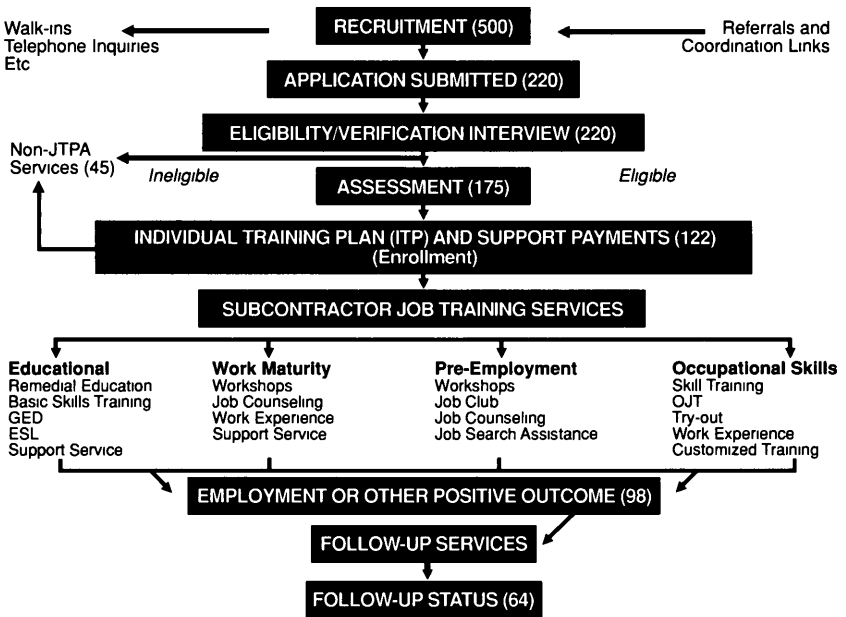 Walk-ins
Telephone Inquiries
Etc
RECRUITMENT (500)
Referrals and
Coordination Links
APPLICATION SUBMITTED (220)
ELIGIBILITY/VERIFICATION INTERVIEW (220)
Non-JTPA
Services (45)
Ineligible
Eligible
ASSESSMENT (175)
INDIVIDUAL TRAINING PLAN (ITP) AND SUPPORT PAYMENTS (122)
(Enrollment)
SUBCONTRACTOR JOB TRAINING SERVICES
Educational
Remedial Education
Basic Skills Training
GED
ESL
Support Service
Work Maturity
Workshops
Job Counseling
Work Experience
Support Service
Pre-Employment
Workshops
Job Club
Job Counseling
Job Search Assistance
Occupational Skills
Skill Training
OJT
Try-out
Work Experience
Customized Training
EMPLOYMENT OR OTHER POSITIVE OUTCOME (98)
FOLLOW-UP SERVICES
FOLLOW-UP STATUS (64)